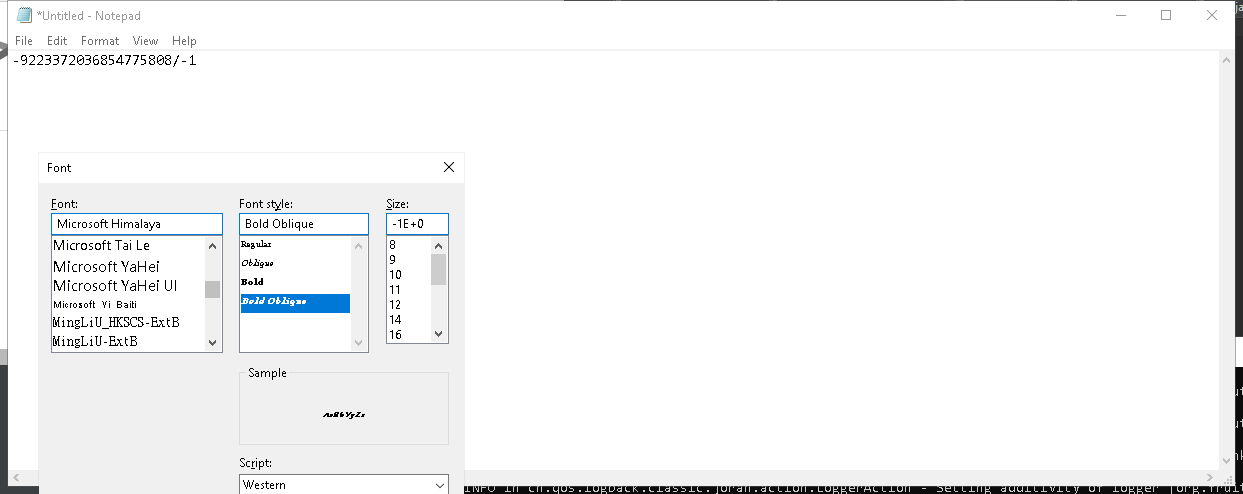 *Untitled - Notepad
File Edit Format View Help
-9223372036854775808/-1
Font
Font: Font style: Size:
Microsoft Himalaya Bold Oblique -1E+0
Microsoft Tai Le
Microsoft YaHei
Microsoft YaHei UI
Microsoft Yi Baiti
MingLiU_HKSCS-ExtB
MingLiU-ExtB
Regular
Oblique
Bold
Bold Oblique
8
9
10
11
12
14
16
Sample
AaBbYyZz
Script:
Western
INFO in ch.qos.logback.classic.joran.action.LoggerAction - Setting additivity of logger